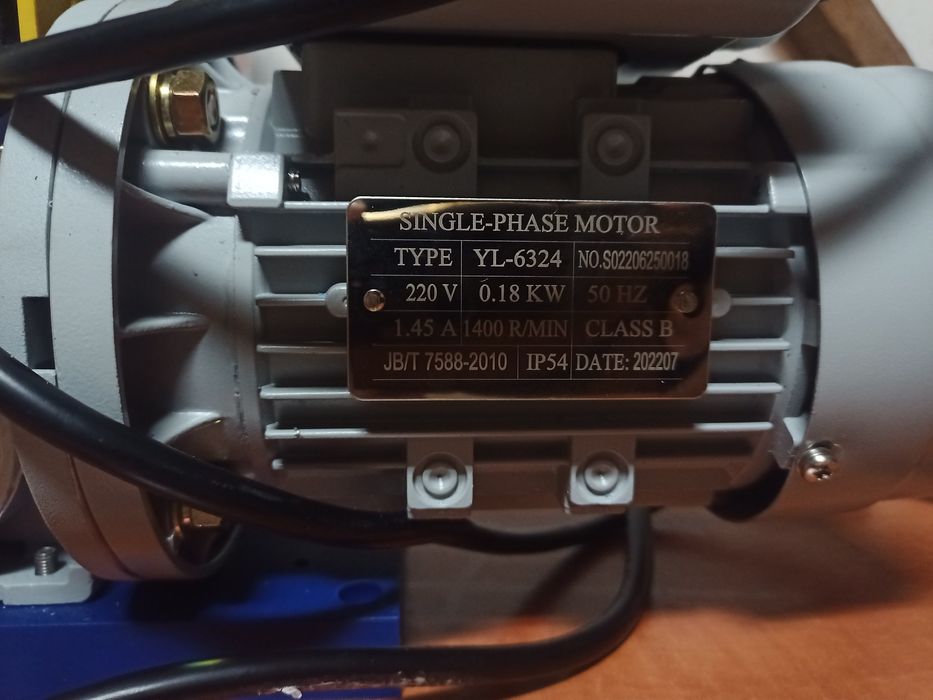 SINGLE-PHASE MOTOR
TYPE YL-6324 NO.S02206250018
220 V 0.18 KW 50 HZ
1.45 A 1400 R/MIN CLASS B
JB/T 7588-2010 IP54 DATE: 202207